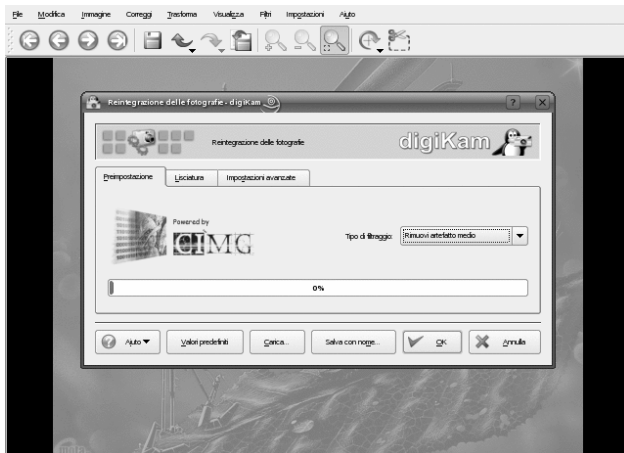 File Modifica Immagine Correggi Trasforma Visualizza Filtri Impostazioni Aiuto
Reintegrazione delle fotografie - digiKam
Reintegrazione delle fotografie
digiKam
Preimpostazione Lisciatura Impostazioni avanzate
Powered by
CIMG
Tipo di filtraggio: Rimuovi artefatto medio
0%
Aiuto Valori predefiniti Carica... Salva con nome... OK Annulla